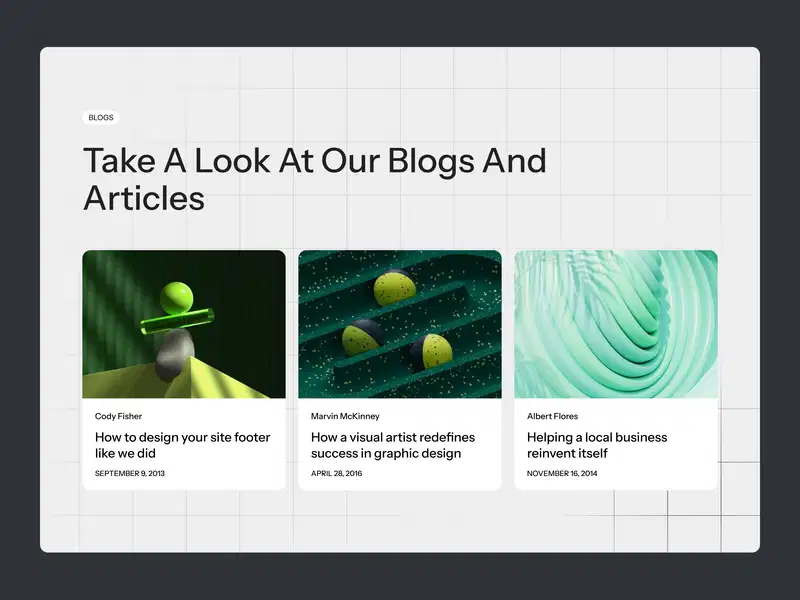 BLOGS
Take A Look At Our Blogs And
Articles
Cody Fisher
How to design your site footer
like we did
SEPTEMBER 9, 2013
Marvin McKinney
How a visual artist redefines
success in graphic design
APRIL 28, 2016
Albert Flores
Helping a local business
reinvent itself
NOVEMBER 16, 2014